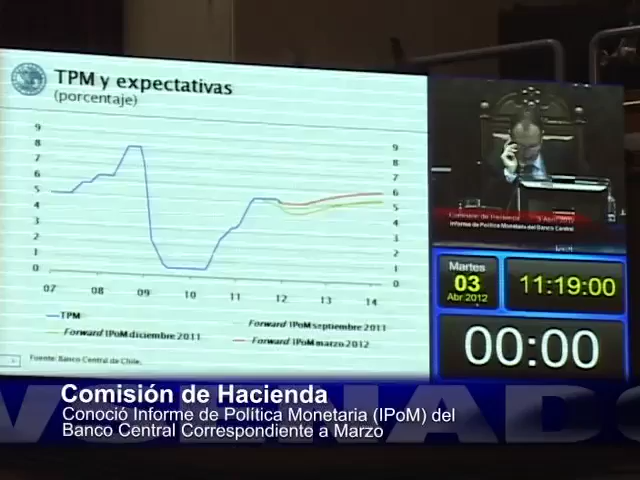 TPM y expectativas
(porcentaje)
9
8
7
6
5
4
3
2
1
0
9
8
7
6
5
4
3
2
1
0
07 08 09 10 11 12 13 14
TPM
Forward IPoM septiembre 2011
Forward IPoM diciembre 2011
Forward IPoM marzo 2012
Fuente: Banco Central de Chile.
Comisión de Hacienda
Informe de Política Monetaria del Banco Central
Martes
03
Abr.2012
11:19:00
00:00
Comisión de Hacienda
Conoció Informe de Política Monetaria (IPoM) del
Banco Central Correspondiente a Marzo
SENADO